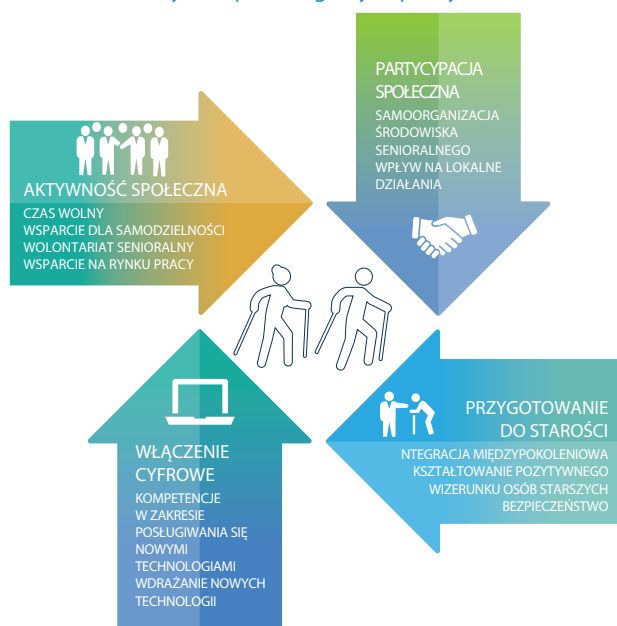 PARTYCYPACJA
SPOŁECZNA
SAMOORGANIZACJA
ŚRODOWISKA
SENIORALNEGO
WPŁYW NA LOKALNE
DZIAŁANIA
AKTYWNOŚĆ SPOŁECZNA
CZAS WOLNY
WSPARCIE DLA SAMODZIELNOŚCI
WOLONTARIAT SENIORALNY
WSPARCIE NA RYNKU PRACY
PRZYGOTOWANIE
DO STAROŚCI
NTEGRACJA MIĘDZYPOKOLENIOWA
KSZTAŁTOWANIE POZYTYWNEGO
WIZERUNKU OSÓB STARSZYCH
BEZPIECZEŃSTWO
WŁĄCZENIE
CYFROWE
KOMPETENCJE
W ZAKRESIE
POSŁUGIWANIA SIĘ
NOWYMI
TECHNOLOGIAMI
WDRAŻANIE NOWYCH
TECHNOLOGII